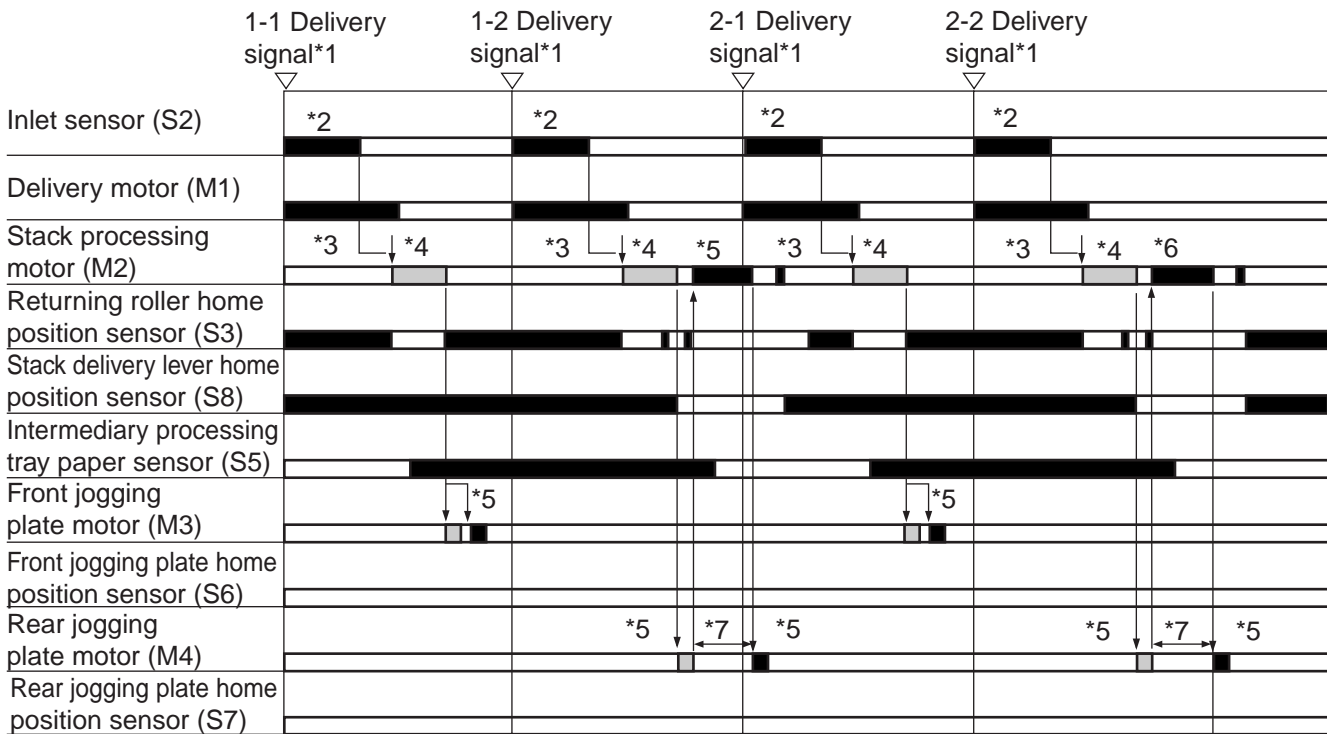 1-1 Delivery
signal*1
1-2 Delivery
signal*1
2-1 Delivery
signal*1
2-2 Delivery
signal*1
Inlet sensor (S2)
*2
*2
*2
*2
Delivery motor (M1)
Stack processing
motor (M2)
*3
*4
*3
*4
*5
*3
*4
*3
*4
*6
Returning roller home
position sensor (S3)
Stack delivery lever home
position sensor (S8)
Intermediary processing
tray paper sensor (S5)
Front jogging
plate motor (M3)
*5
*5
Front jogging plate home
position sensor (S6)
Rear jogging
plate motor (M4)
*5
*7
*5
*5
*7
*5
Rear jogging plate home
position sensor (S7)